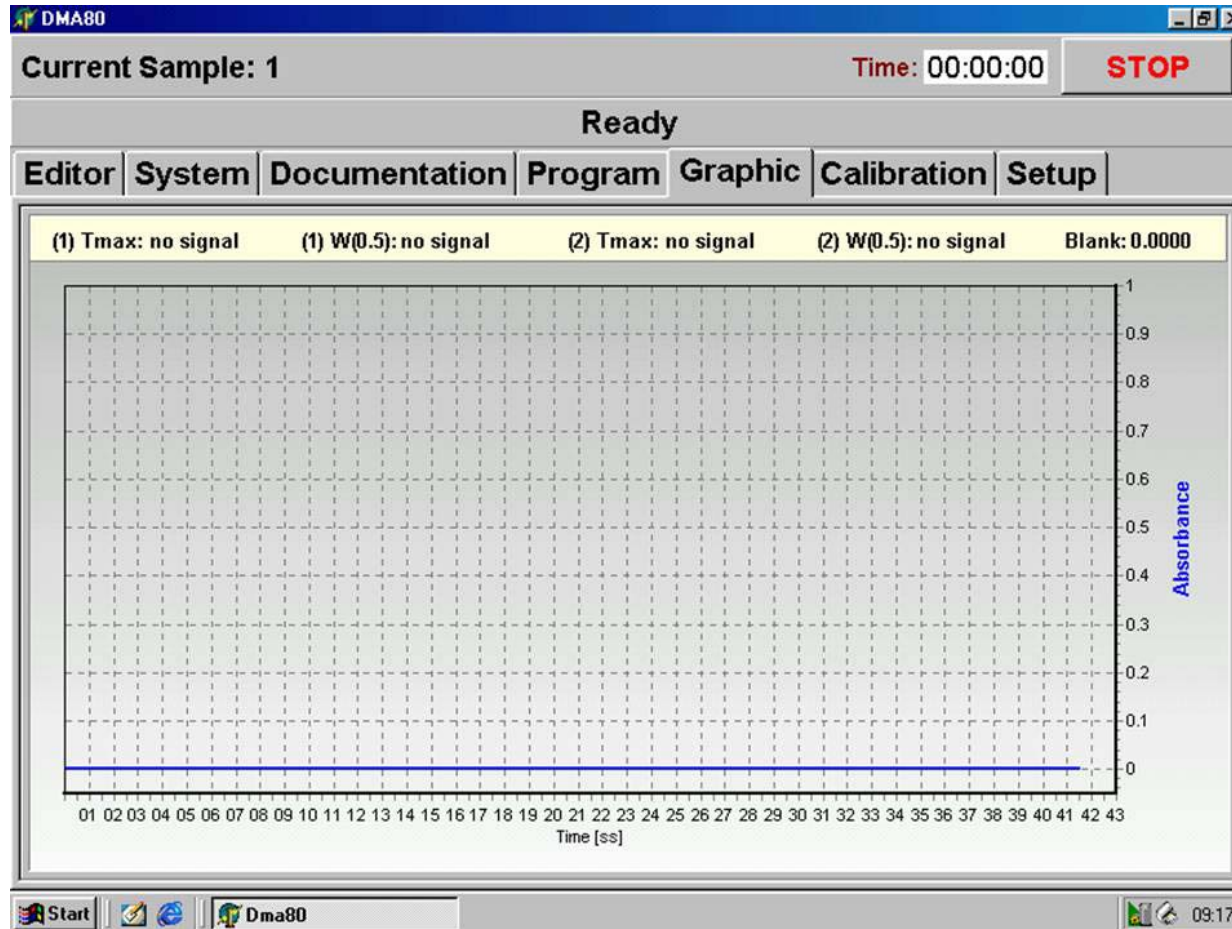 DMA80
Current Sample: 1 Time: 00:00:00 STOP
Ready
Editor System Documentation Program Graphic Calibration Setup
(1) Tmax: no signal (1) W(0.5): no signal (2) Tmax: no signal (2) W(0.5): no signal Blank: 0.0000
1
0.9
0.8
0.7
0.6
0.5
0.4
0.3
0.2
0.1
0
Absorbance
01 02 03 04 05 06 07 08 09 10 11 12 13 14 15 16 17 18 19 20 21 22 23 24 25 26 27 28 29 30 31 32 33 34 35 36 37 38 39 40 41 42 43
Time [ss]
Start Dma80 09:17